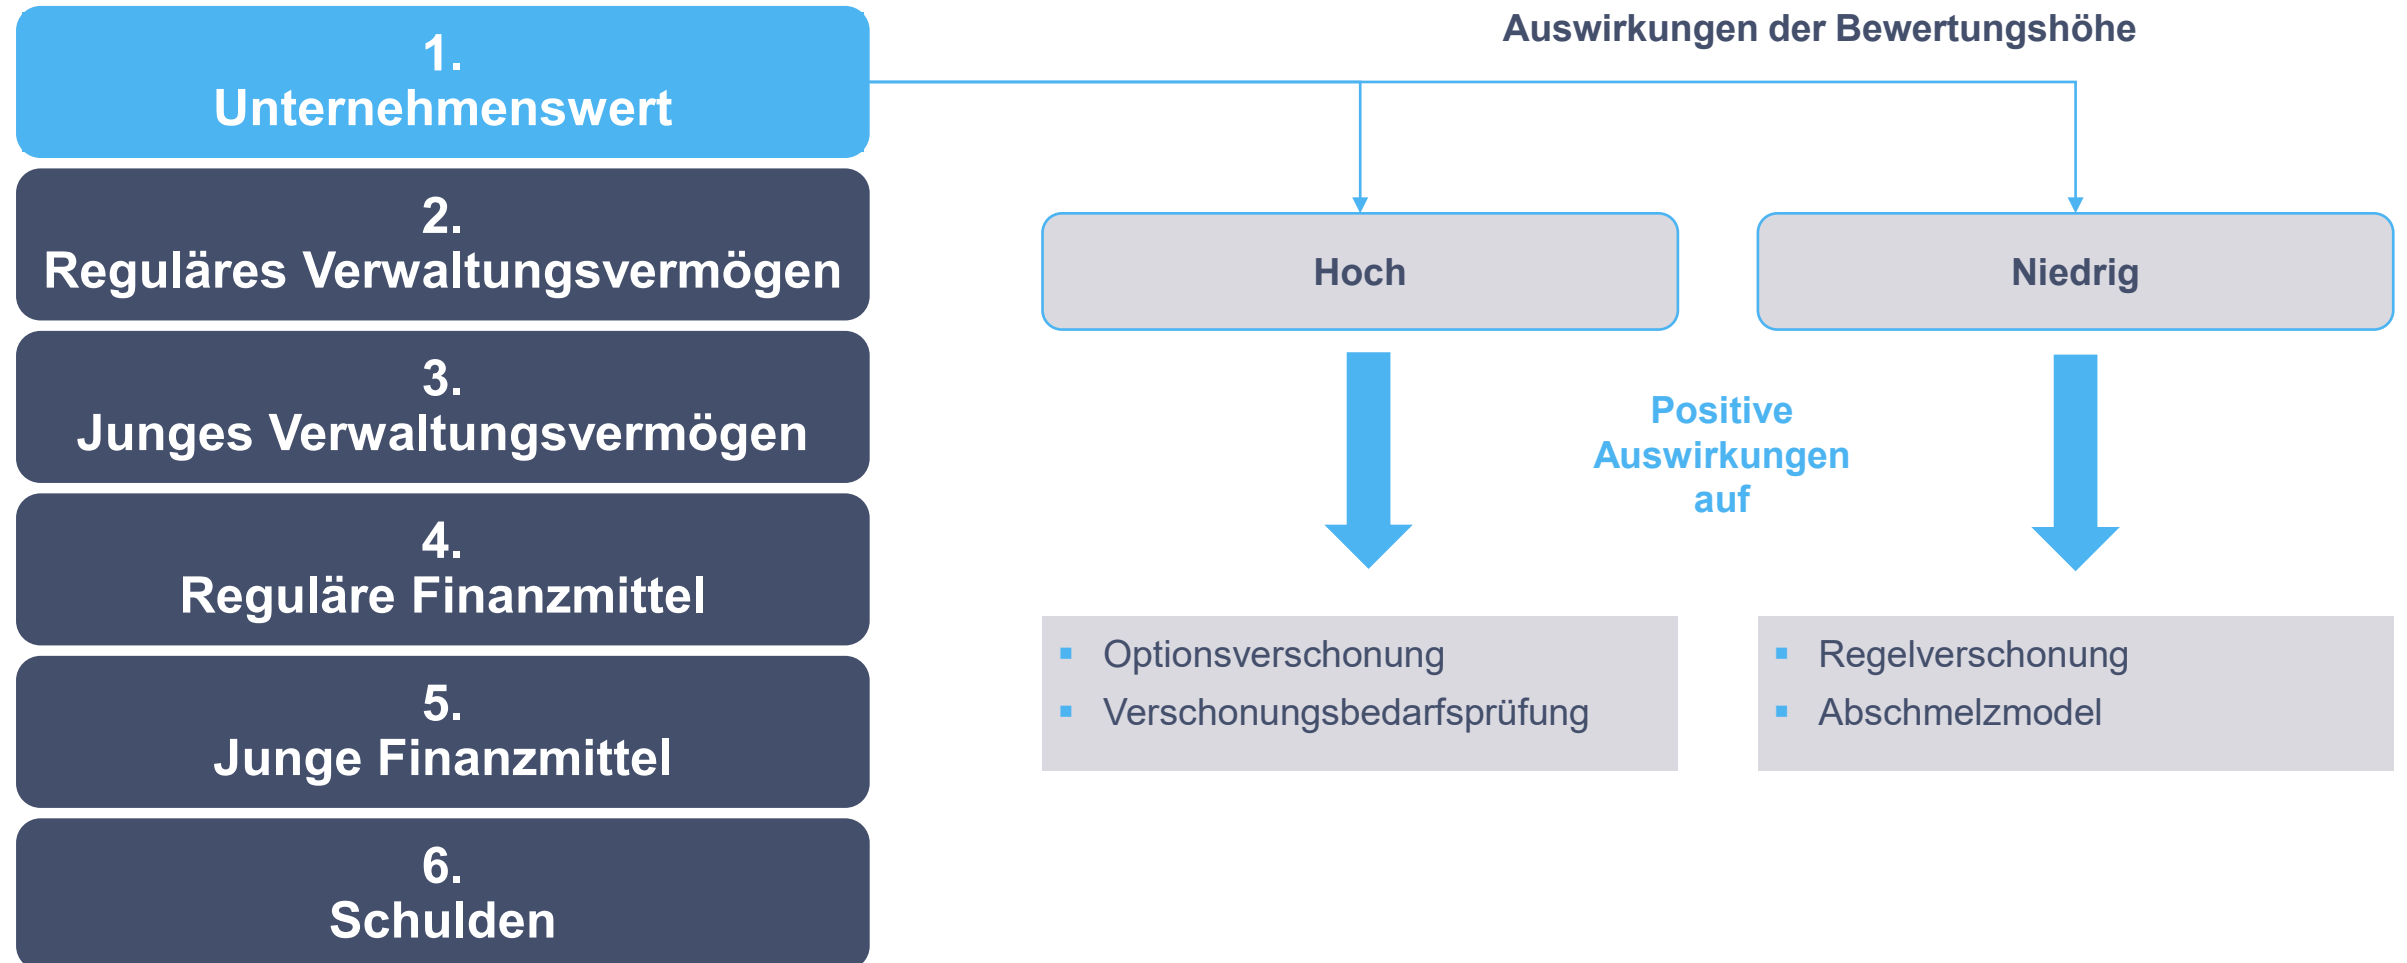 1.
Unternehmenswert
2.
Reguläres Verwaltungsvermögen
3.
Junges Verwaltungsvermögen
4.
Reguläre Finanzmittel
5.
Junge Finanzmittel
6.
Schulden
Auswirkungen der Bewertungshöhe
Hoch
Niedrig
Positive
Auswirkungen
auf
Optionsverschonung
Verschonungsbedarfsprüfung
Regelverschonung
Abschmelzmodel